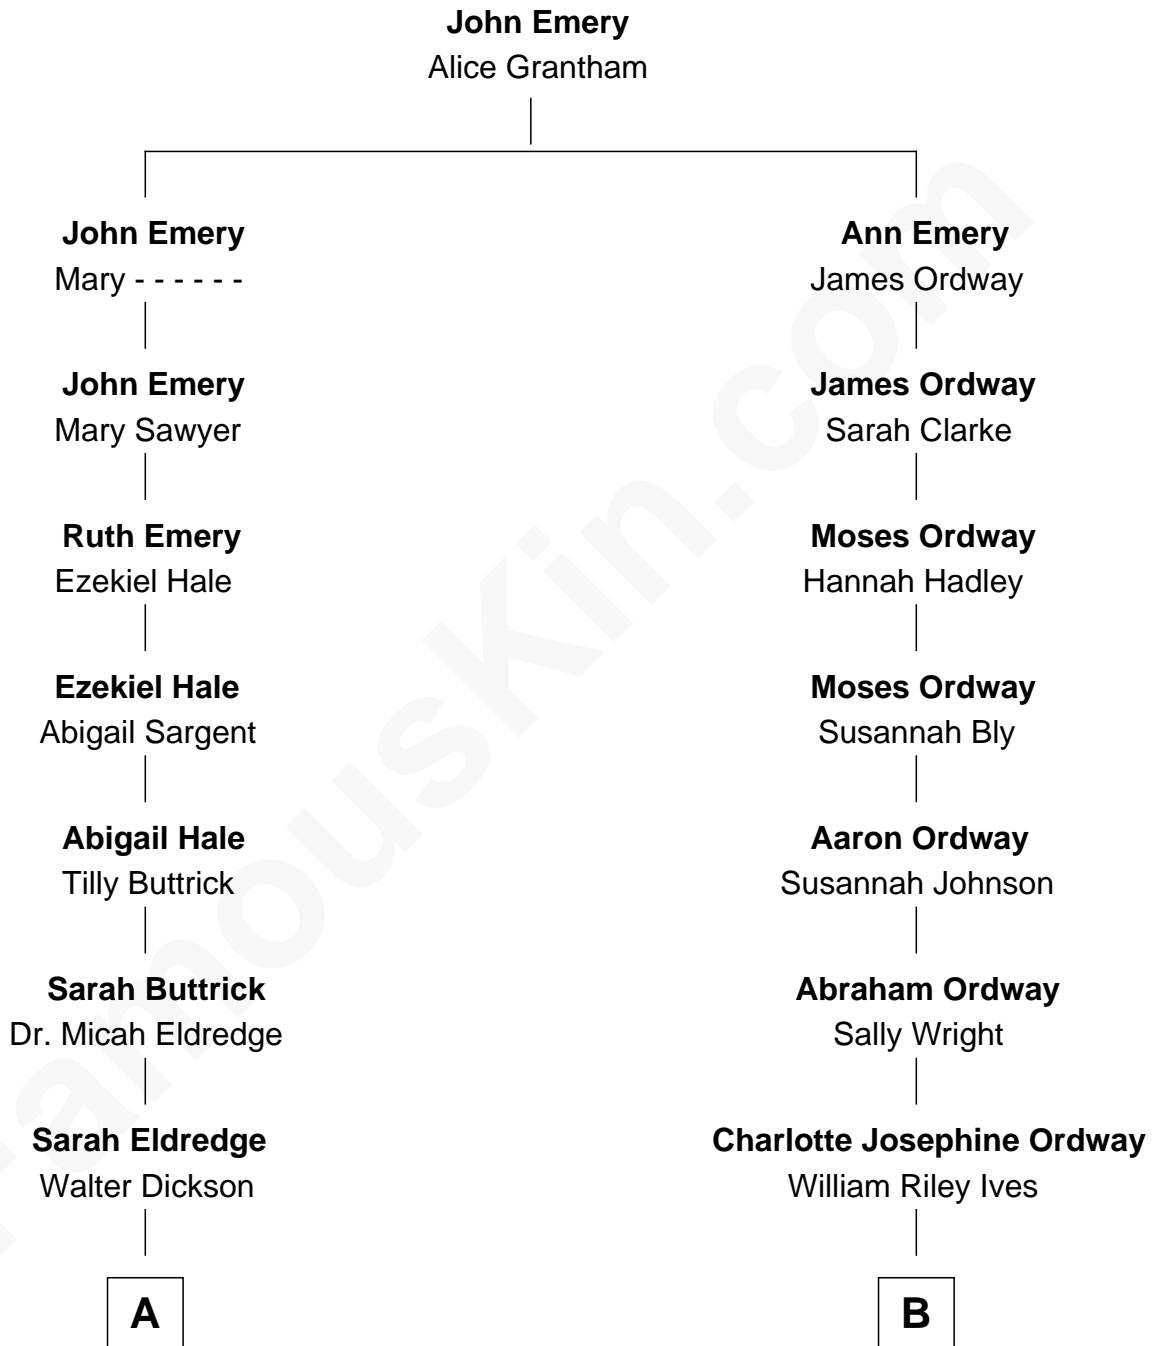 John Emery
Alice Grantham
John Emery
Mary - - - - - -
Ann Emery
James Ordway
John Emery
Mary Sawyer
James Ordway
Sarah Clarke
Ruth Emery
Ezekiel Hale
Moses Ordway
Hannah Hadley
Ezekiel Hale
Abigail Sargent
Moses Ordway
Susannah Bly
Abigail Hale
Tilly Buttrick
Aaron Ordway
Susannah Johnson
Sarah Buttrick
Dr. Micah Eldredge
Abraham Ordway
Sally Wright
Sarah Eldredge
Walter Dickson
Charlotte Josephine Ordway
William Riley Ives
A
B
FamousKin.com